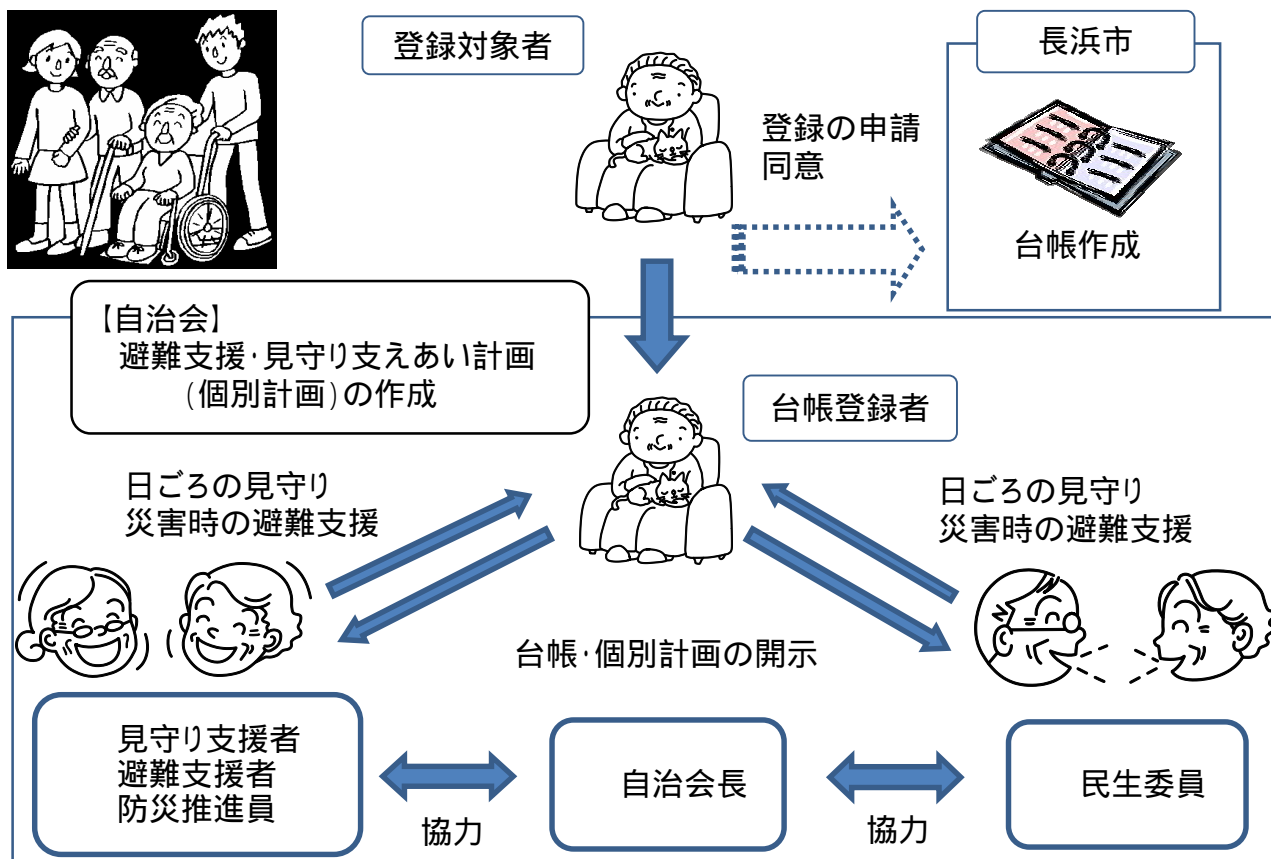 登録対象者
長浜市
登録の申請
同意
台帳作成
【自治会】
避難支援・見守り支えあい計画
(個別計画)の作成
台帳登録者
日ごろの見守り
災害時の避難支援
日ごろの見守り
災害時の避難支援
台帳・個別計画の開示
見守り支援者
避難支援者
防災推進員
協力
自治会長
協力
民生委員